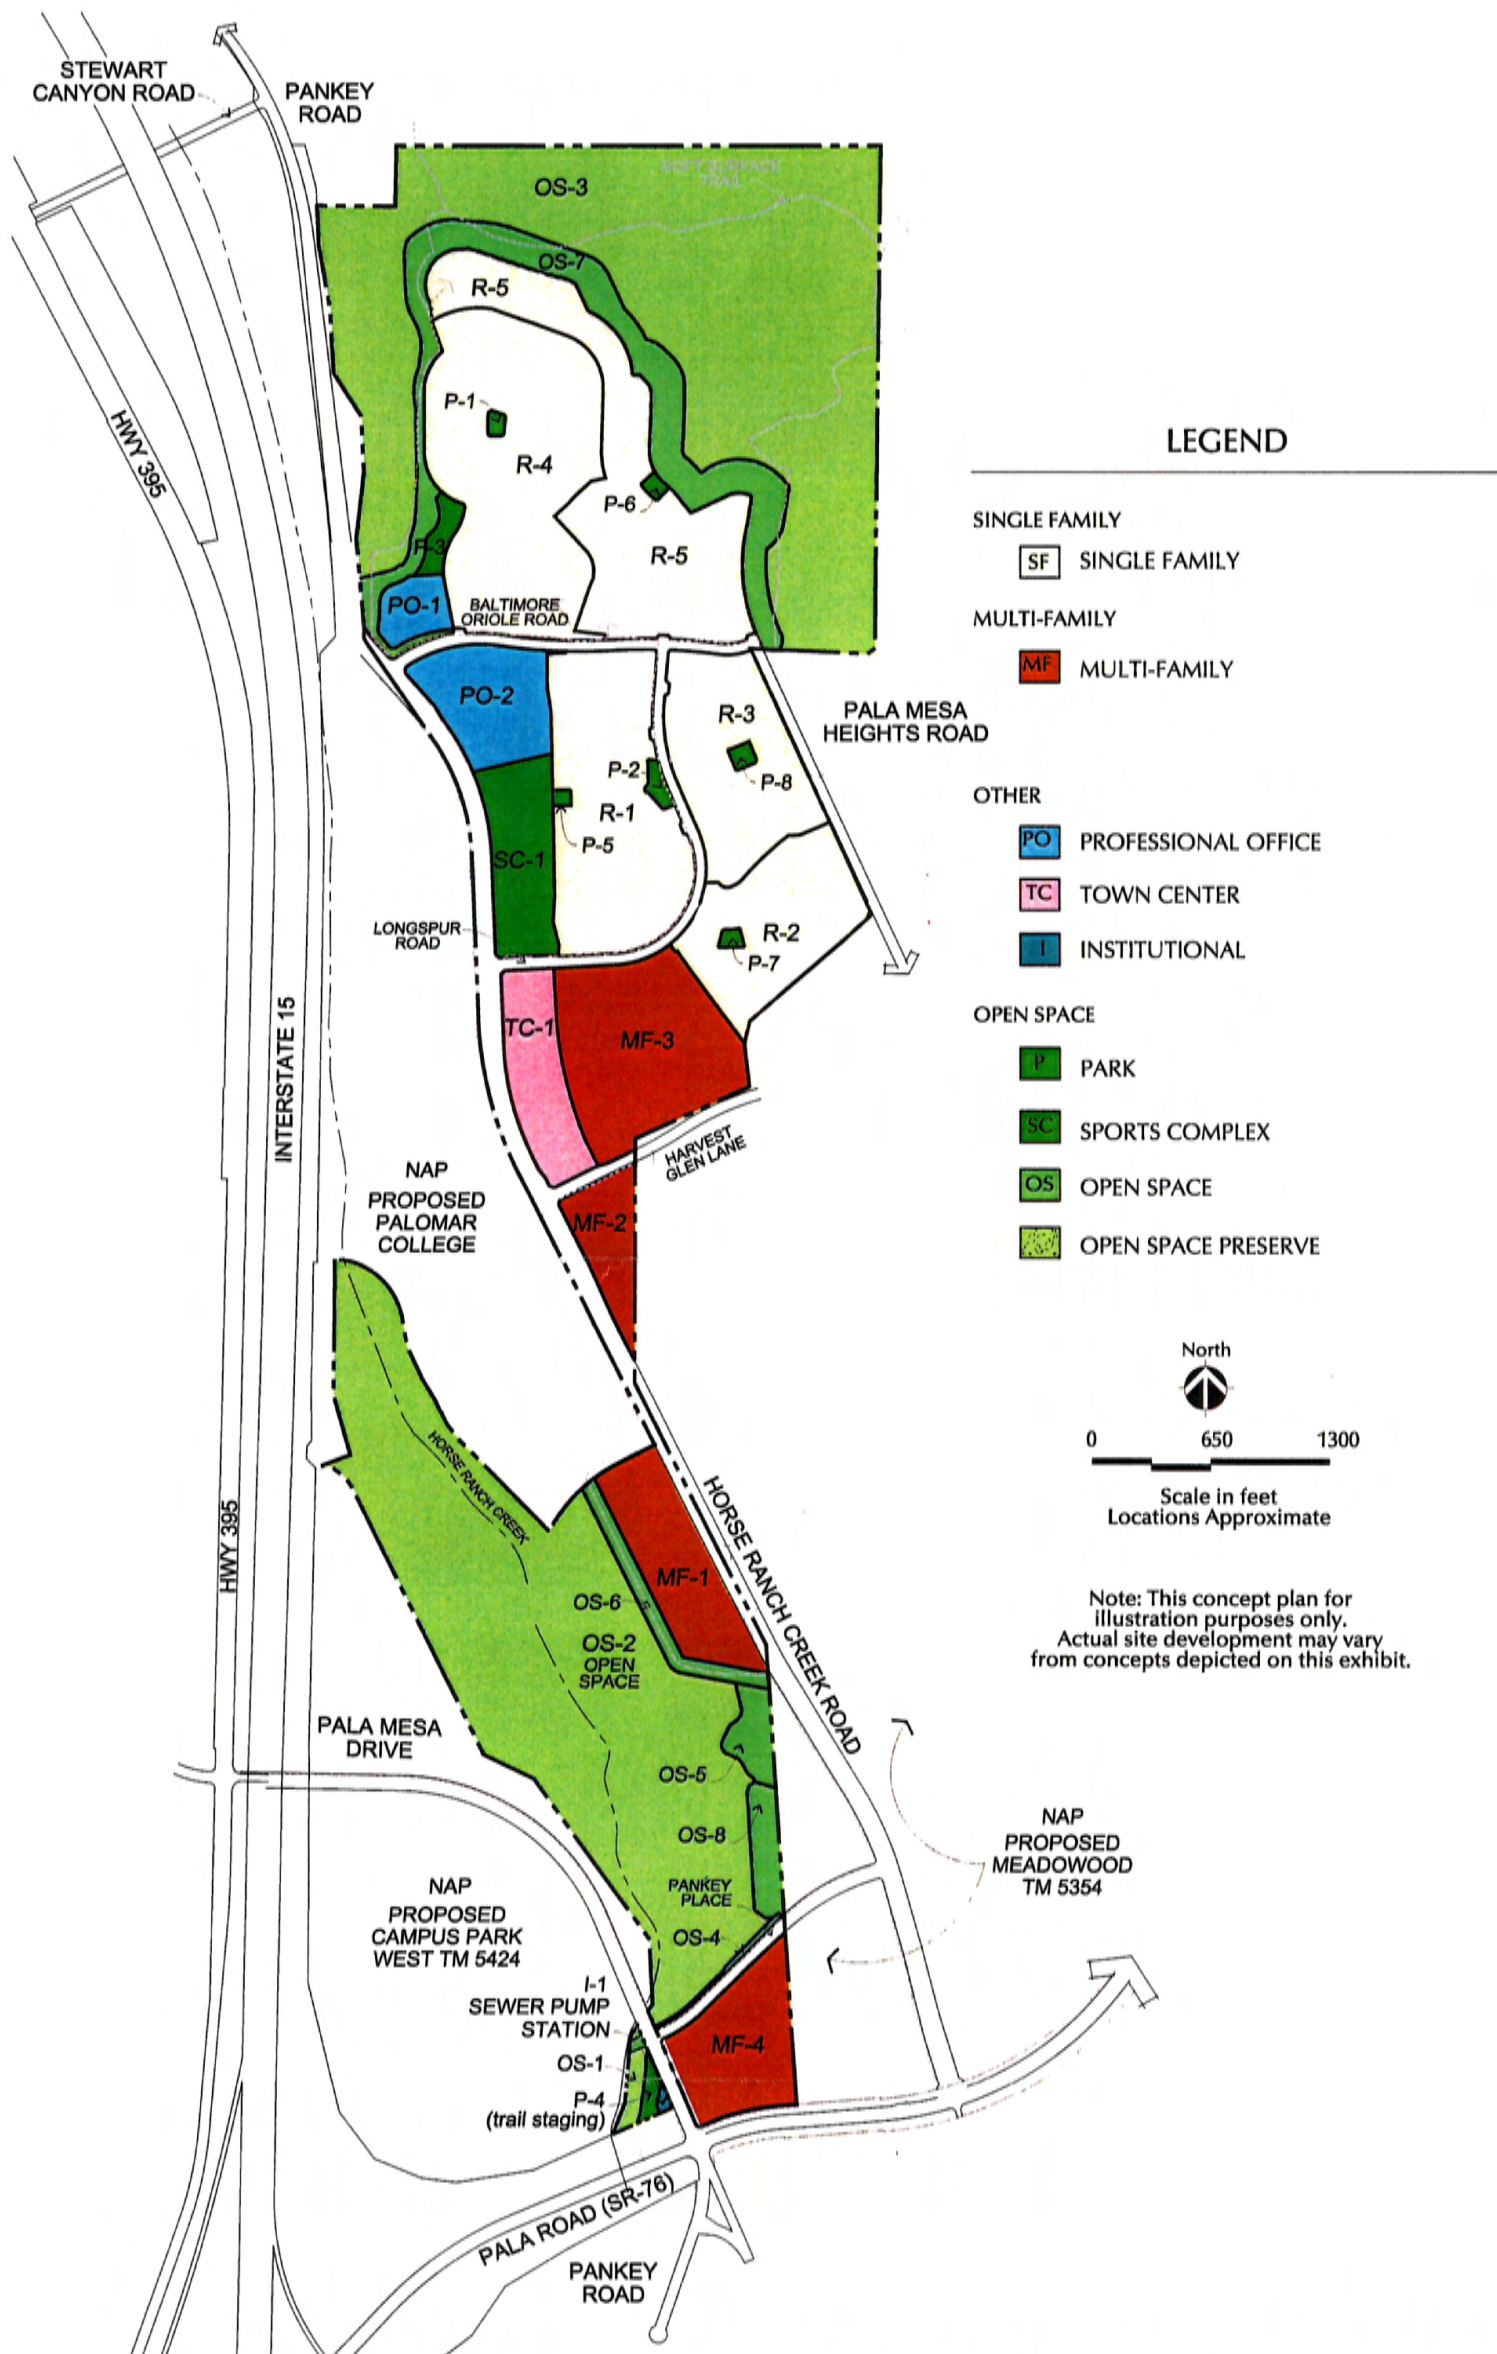 STEWART
CANYON ROAD
PANKEY
ROAD
SOFT SURFACE
TRAIL
OS-3
OS-7
R-5
P-1
R-4
P-6
P-3
R-5
HWY 395
PO-1
BALTIMORE
ORIOLE ROAD
PO-2
R-3
PALA MESA
HEIGHTS ROAD
P-2
P-8
R-1
P-5
SC-1
LONGSPUR
ROAD
R-2
P-7
TC-1
MF-3
INTERSTATE 15
HARVEST
GLEN LANE
NAP
PROPOSED
PALOMAR
COLLEGE
MF-2
HORSE RANCH CREEK
HORSE RANCH CREEK ROAD
HWY 395
MF-1
OS-6
OS-2
OPEN
SPACE
PALA MESA
DRIVE
OS-5
OS-8
NAP
PROPOSED
MEADOWOOD
TM 5354
PANKEY
PLACE
OS-4
NAP
PROPOSED
CAMPUS PARK
WEST TM 5424
I-1
SEWER PUMP
STATION
MF-4
OS-1
P-4
(trail staging)
PALA ROAD (SR-76)
PANKEY
ROAD
LEGEND
SINGLE FAMILY
SF SINGLE FAMILY
MULTI-FAMILY
MF MULTI-FAMILY
OTHER
PO PROFESSIONAL OFFICE
TC TOWN CENTER
I INSTITUTIONAL
OPEN SPACE
P PARK
SC SPORTS COMPLEX
OS OPEN SPACE
OPEN SPACE PRESERVE
North
0 650 1300
Scale in feet
Locations Approximate
Note: This concept plan for
illustration purposes only.
Actual site development may vary
from concepts depicted on this exhibit.